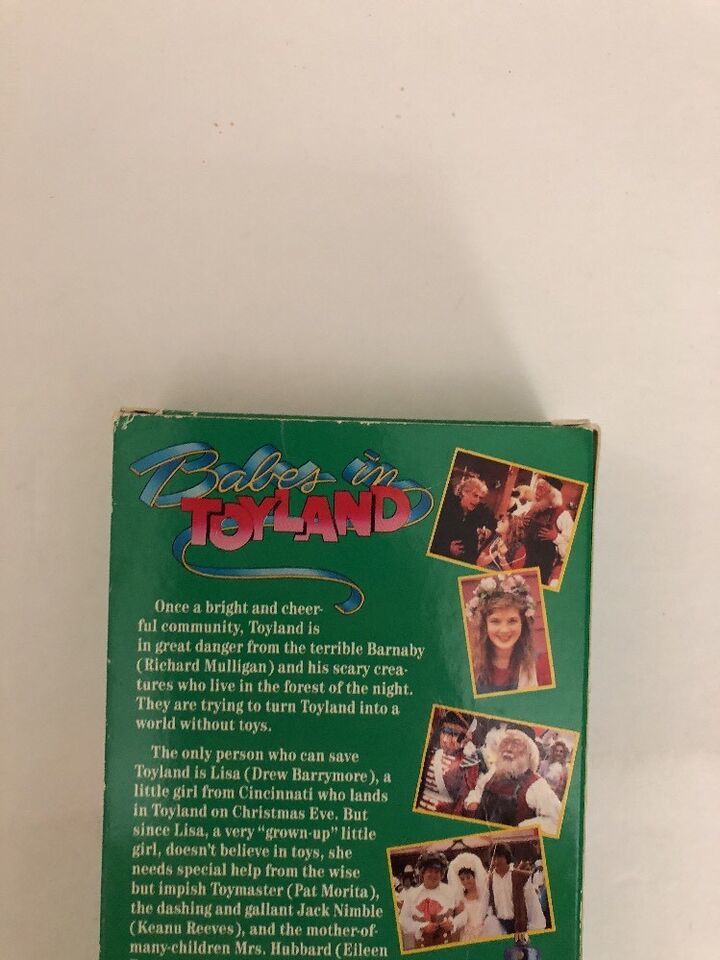 Babes in
TOYLAND
Once a bright and cheer-
ful community, Toyland is
in great danger from the terrible Barnaby
(Richard Mulligan) and his scary crea-
tures who live in the forest of the night.
They are trying to turn Toyland into a
world without toys.
The only person who can save
Toyland is Lisa (Drew Barrymore), a
little girl from Cincinnati who lands
in Toyland on Christmas Eve. But
since Lisa, a very "grown-up" little
girl, doesn't believe in toys, she
needs special help from the wise
but impish Toymaster (Pat Morita),
the dashing and gallant Jack Nimble
(Keanu Reeves), and the mother-of-
many-children Mrs. Hubbard (Eileen